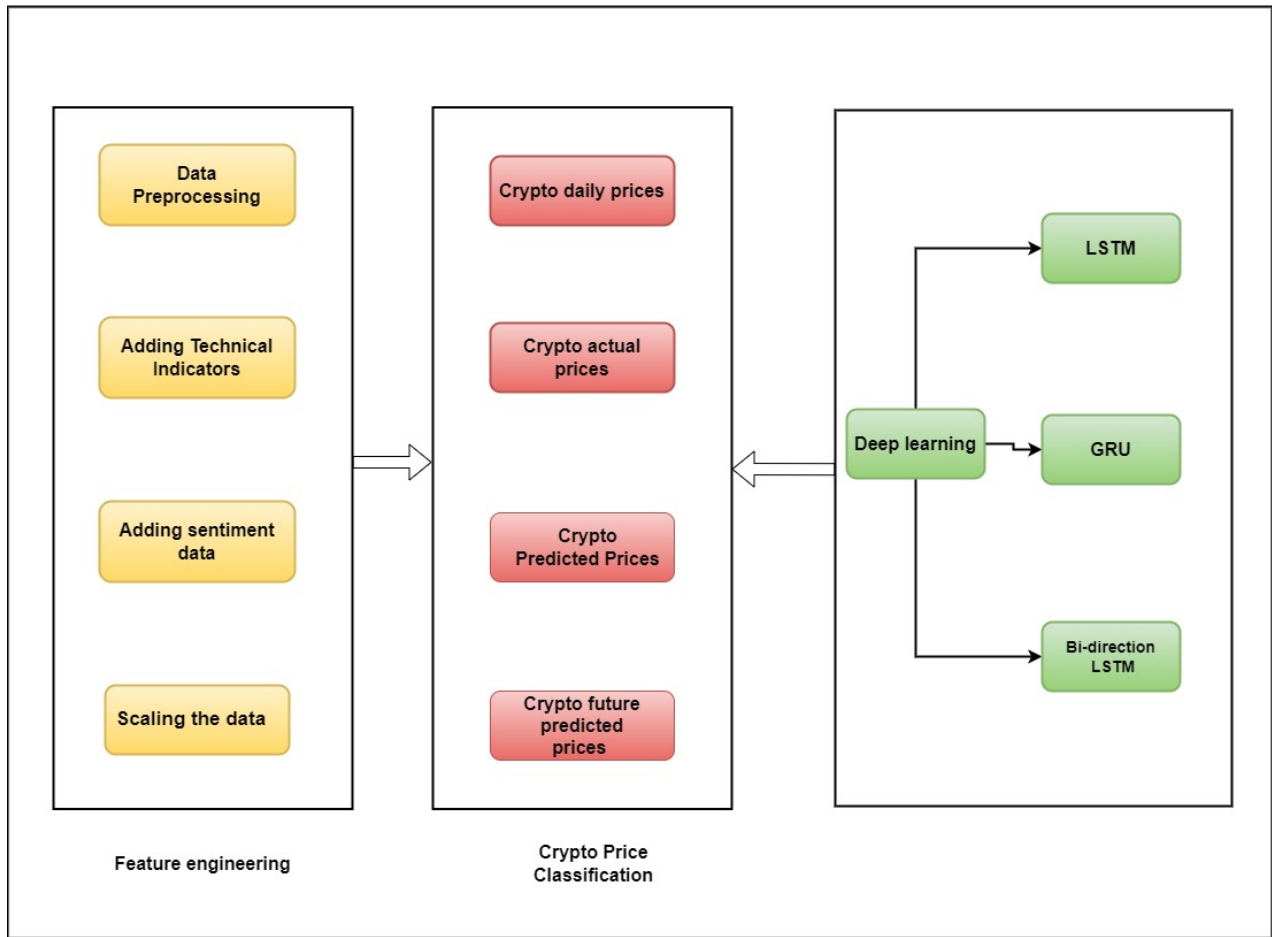 Data
Preprocessing
Adding Technical
Indicators
Adding sentiment
data
Scaling the data
Feature engineering
Crypto daily prices
Crypto actual
prices
Crypto
Predicted Prices
Crypto future
predicted
prices
Crypto Price
Classification
Deep learning
LSTM
GRU
Bi-direction
LSTM